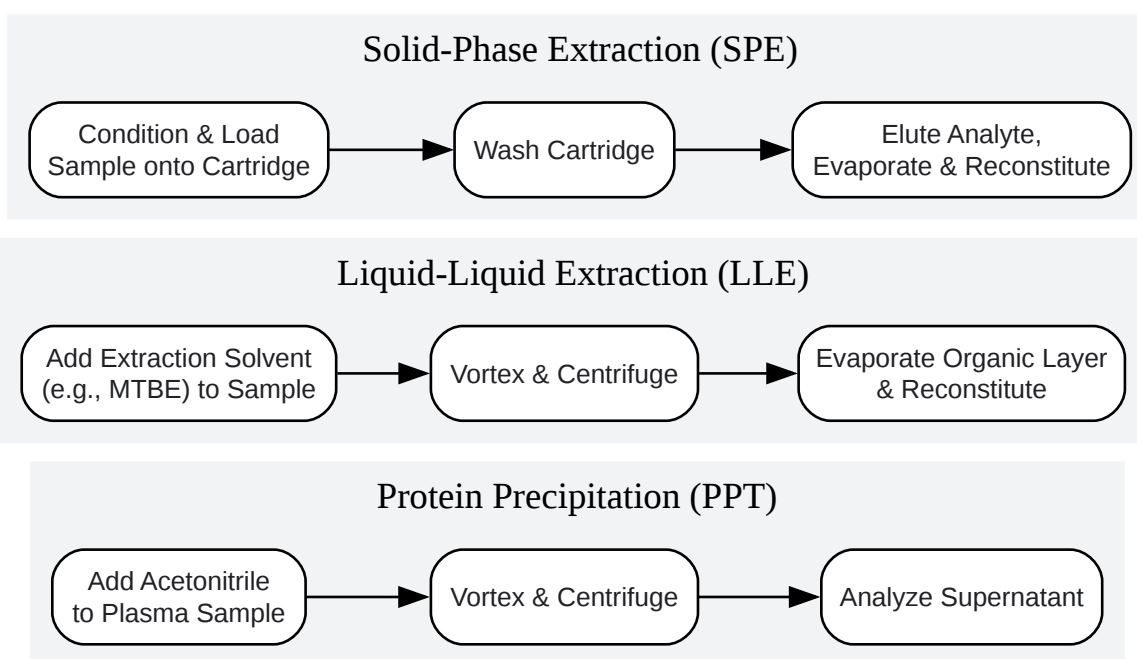 Solid-Phase Extraction (SPE)
Condition & Load
Sample onto Cartridge
Wash Cartridge
Elute Analyte,
Evaporate & Reconstitute
Liquid-Liquid Extraction (LLE)
Add Extraction Solvent
(e.g., MTBE) to Sample
Vortex & Centrifuge
Evaporate Organic Layer
& Reconstitute
Protein Precipitation (PPT)
Add Acetonitrile
to Plasma Sample
Vortex & Centrifuge
Analyze Supernatant